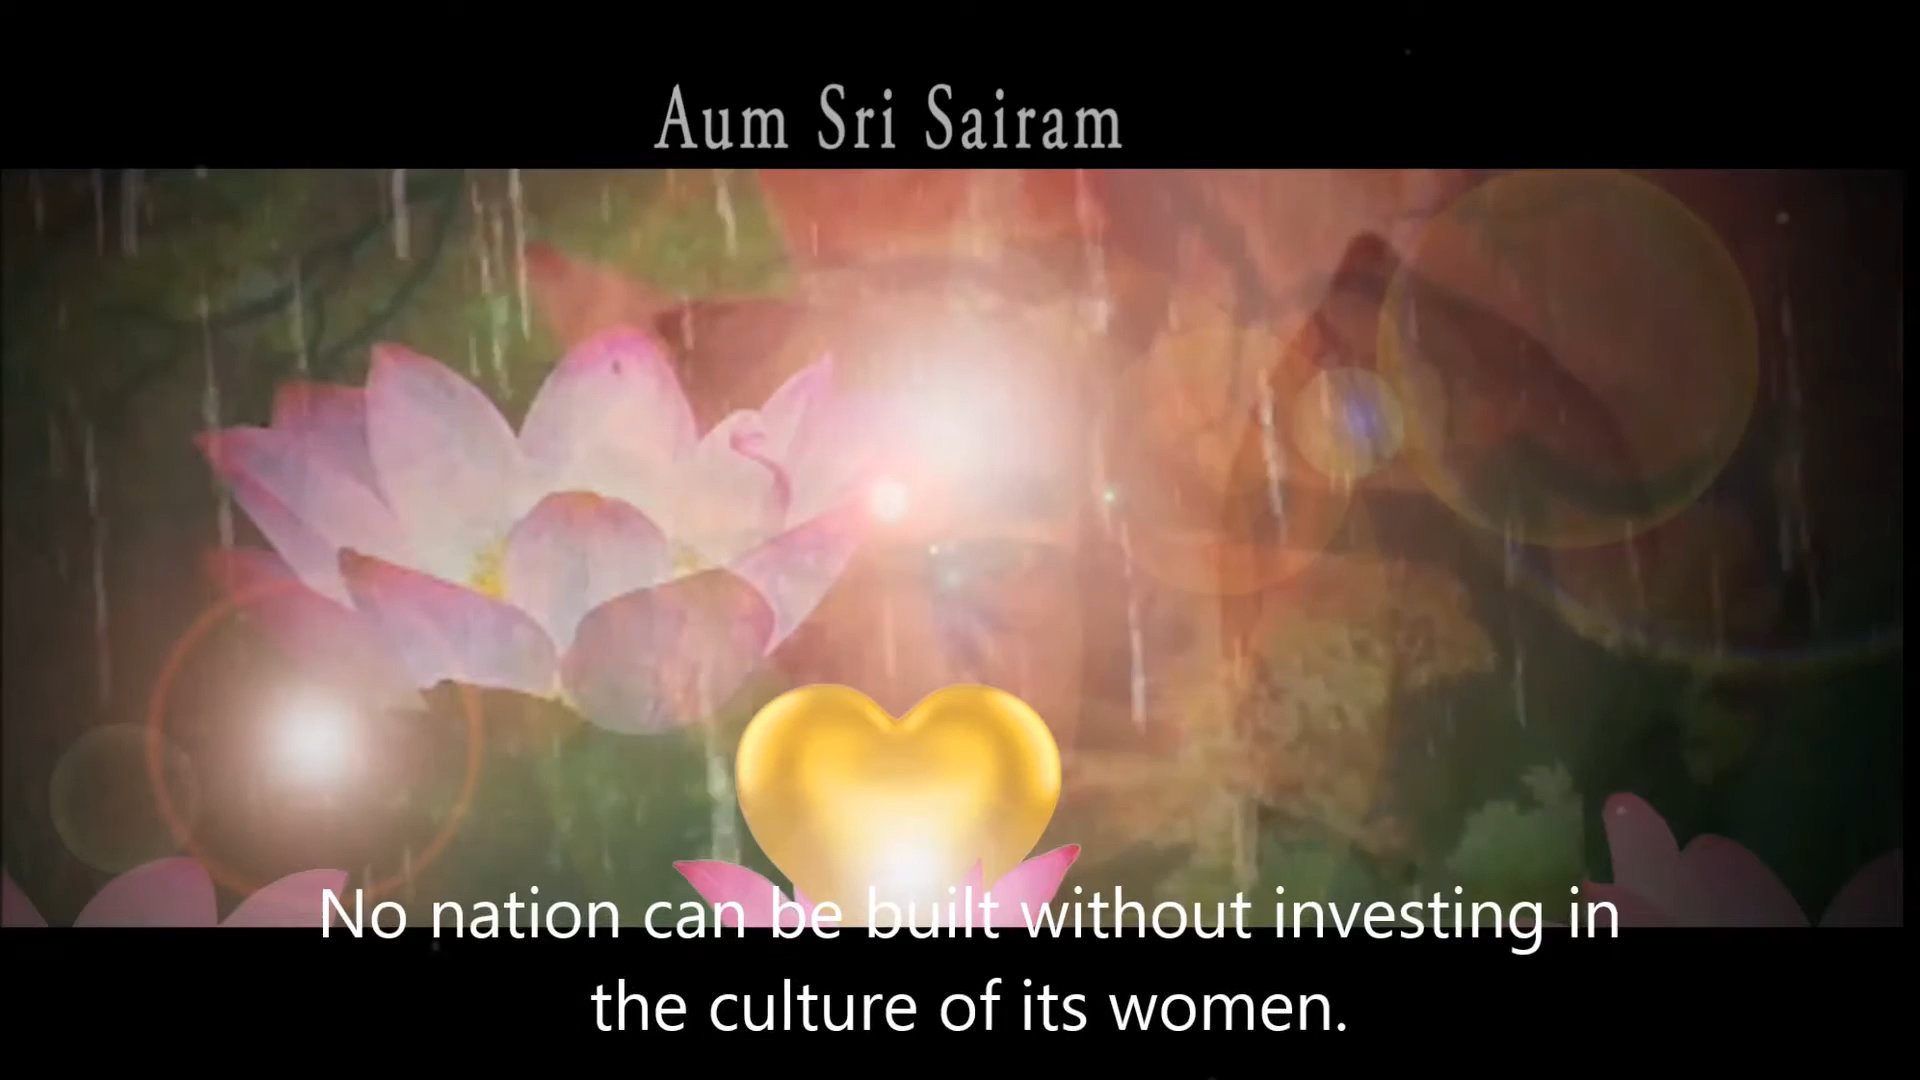 Aum Sri Sairam
No nation can be built without investing in
the culture of its women.